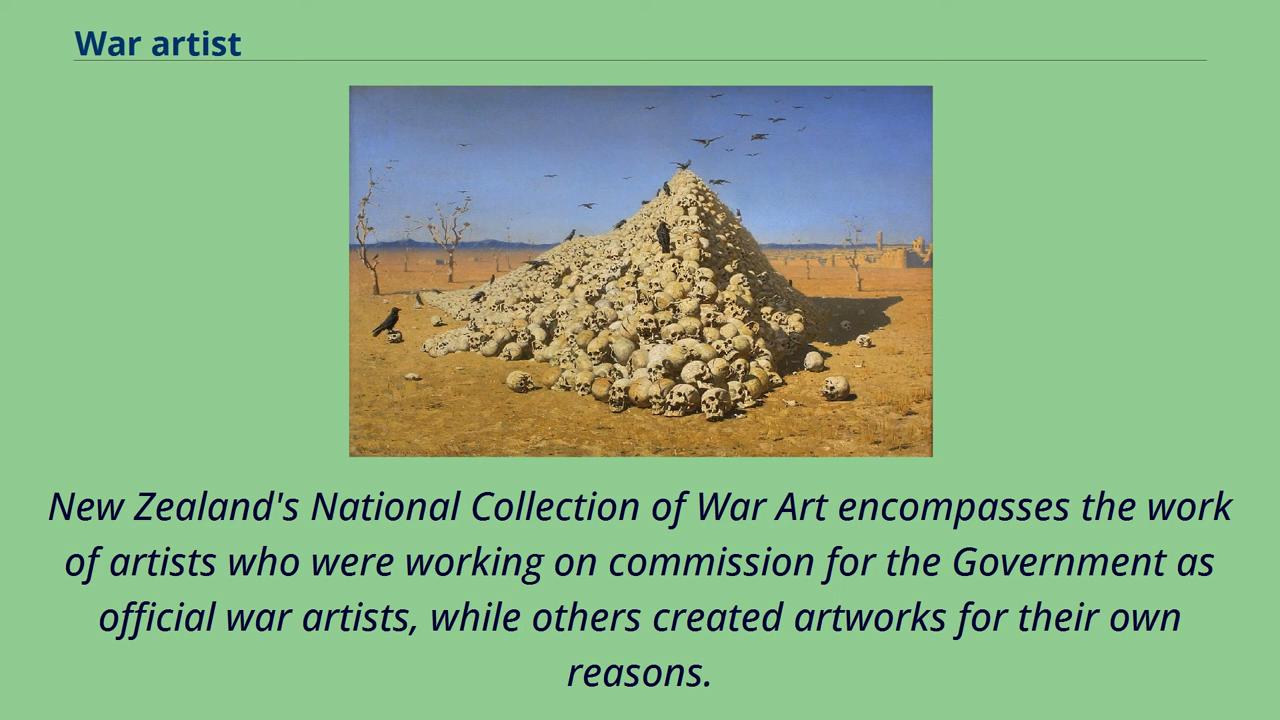 War artist
New Zealand's National Collection of War Art encompasses the work
of artists who were working on commission for the Government as
official war artists, while others created artworks for their own
reasons.